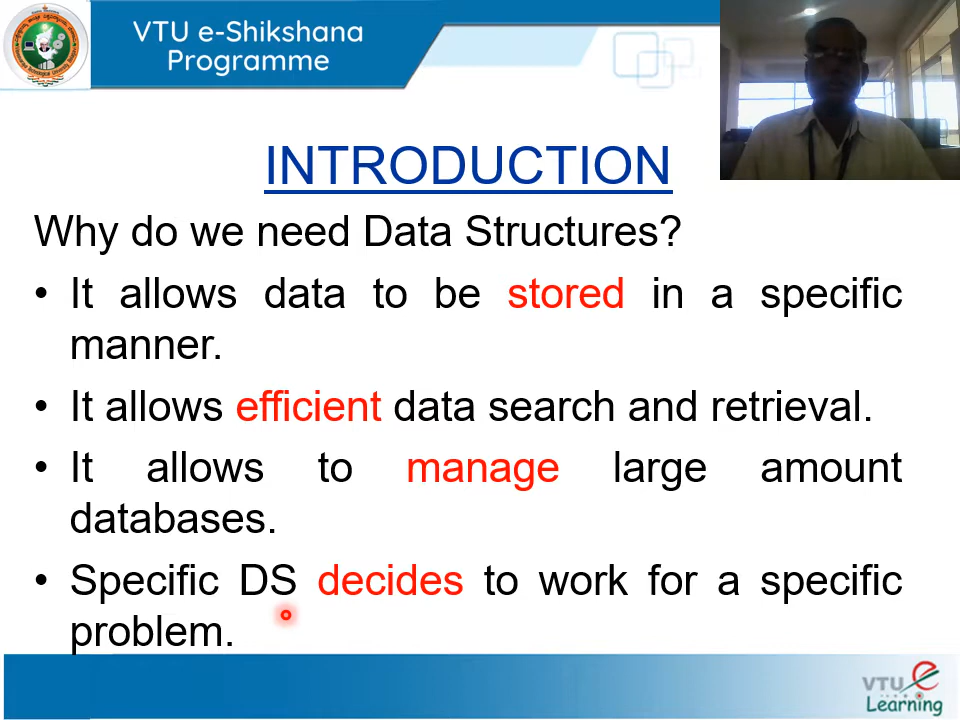 VTU e-Shikshana
Programme
INTRODUCTION
Why do we need Data Structures?
• It allows data to be stored in a specific
manner.
• It allows efficient data search and retrieval.
• It allows to manage large amount
databases.
• Specific DS decides to work for a specific
problem.
VTU e
Learning